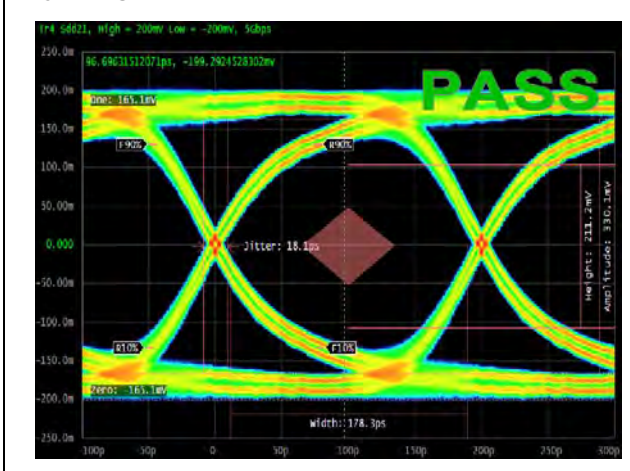 Tr4 Sdd21, High = 200mV Low = -200mV, 5Gbps
250.0m
96.69631512071ps, -199.2924528302mv
PASS
200.0m
One: 165.1mV
150.0m
F90%
R90%
100.0m
50.00m
0.000
Jitter: 18.1ps
Height: 211.2mV
Amplitude: 330.1mV
-50.00m
-100.0m
-150.0m
R10%
F10%
Zero: -165.1mV
-200.0m
Width: 178.3ps
-250.0m
-100p -50p 0 50p 100p 150p 200p 250p 300p